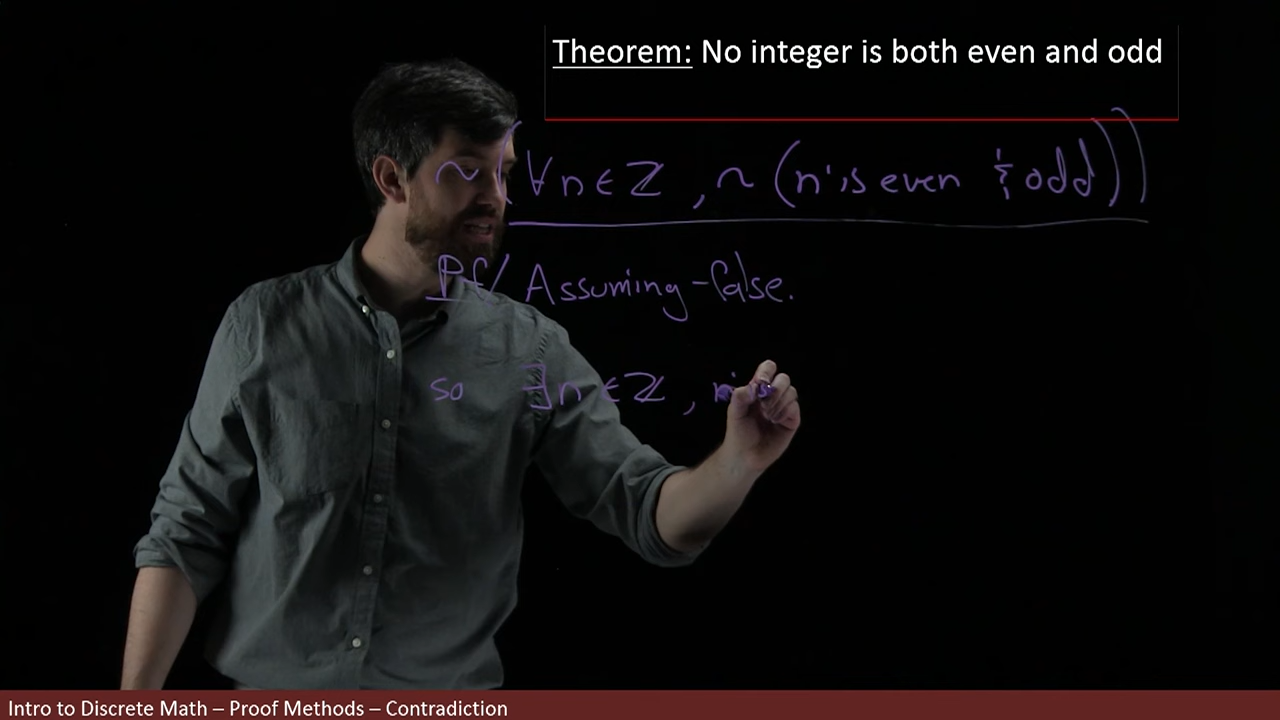 Theorem: No integer is both even and odd
~(∀n∈ℤ, ~(n is even & odd))
Pf/ Assuming false.
so ∃n∈ℤ, n is
Intro to Discrete Math – Proof Methods – Contradiction